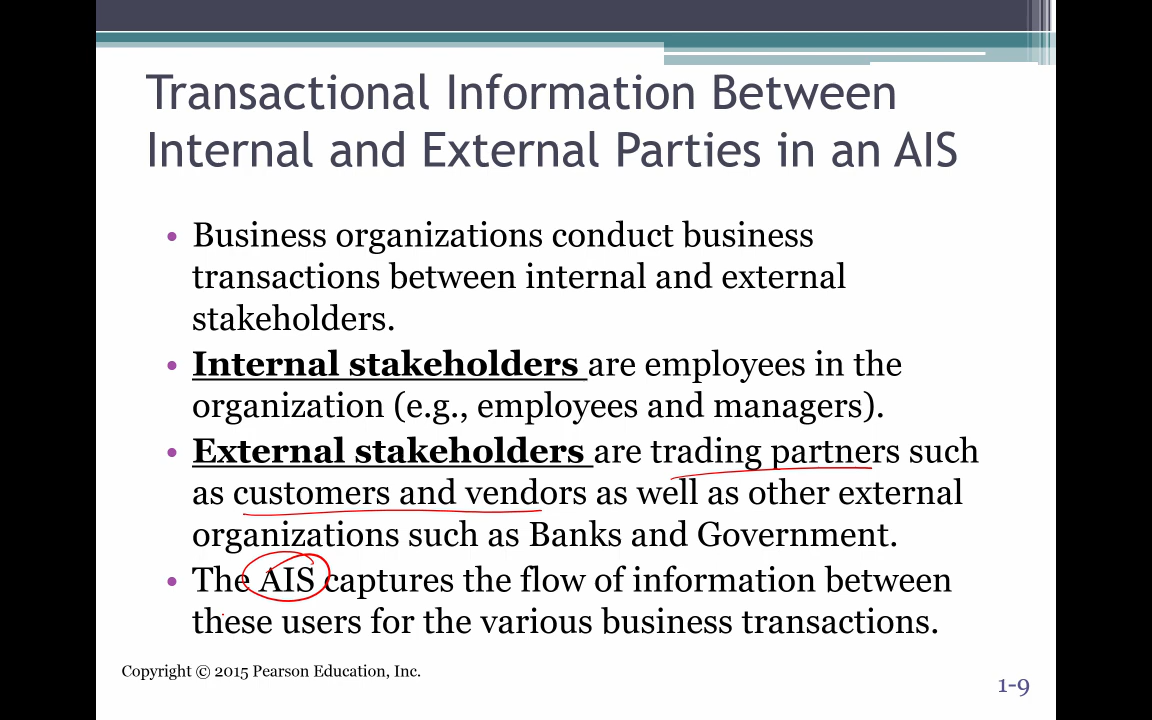 Transactional Information Between
Internal and External Parties in an AIS
• Business organizations conduct business
transactions between internal and external
stakeholders.
• Internal stakeholders are employees in the
organization (e.g., employees and managers).
• External stakeholders are trading partners such
as customers and vendors as well as other external
organizations such as Banks and Government.
• The AIS captures the flow of information between
these users for the various business transactions.
Copyright © 2015 Pearson Education, Inc.
1-9